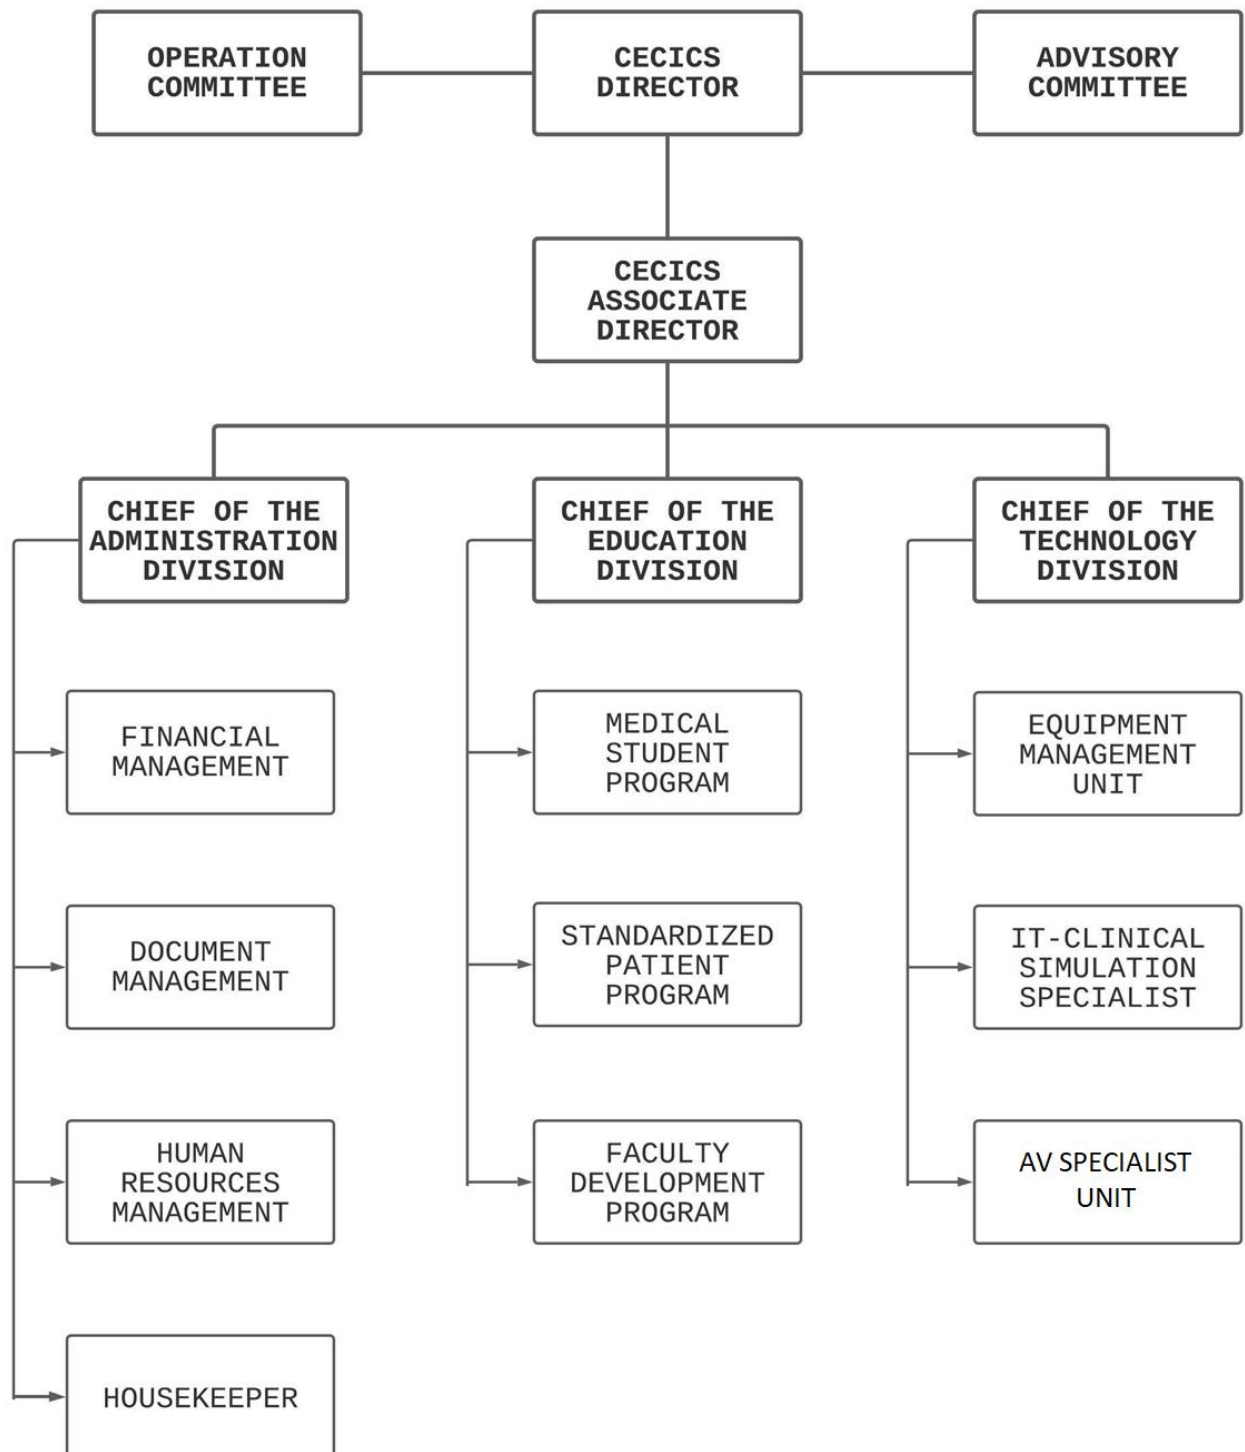 OPERATION
COMMITTEE
CECICS
DIRECTOR
ADVISORY
COMMITTEE
CECICS
ASSOCIATE
DIRECTOR
CHIEF OF THE
ADMINISTRATION
DIVISION
CHIEF OF THE
EDUCATION
DIVISION
CHIEF OF THE
TECHNOLOGY
DIVISION
FINANCIAL
MANAGEMENT
MEDICAL
STUDENT
PROGRAM
EQUIPMENT
MANAGEMENT
UNIT
DOCUMENT
MANAGEMENT
STANDARDIZED
PATIENT
PROGRAM
IT-CLINICAL
SIMULATION
SPECIALIST
HUMAN
RESOURCES
MANAGEMENT
FACULTY
DEVELOPMENT
PROGRAM
AV SPECIALIST
UNIT
HOUSEKEEPER